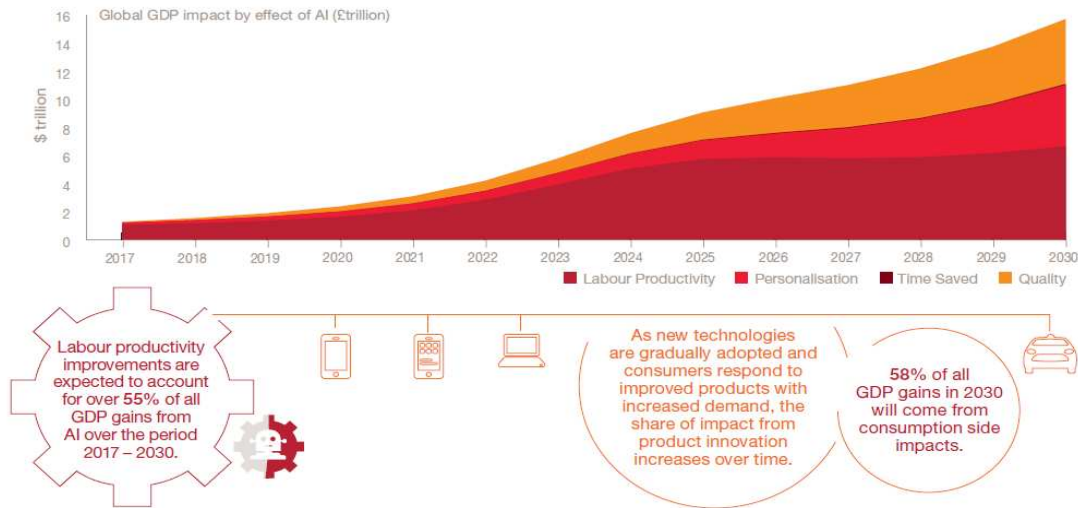 Global GDP impact by effect of AI (£trillion)
$ trillion
16
14
12
10
8
6
4
2
0
2017 2018 2019 2020 2021 2022 2023 2024 2025 2026 2027 2028 2029 2030
Labour Productivity Personalisation Time Saved Quality
Labour productivity
improvements are
expected to account
for over 55% of all
GDP gains from
AI over the period
2017 – 2030.
As new technologies
are gradually adopted and
consumers respond to
improved products with
increased demand, the
share of impact from
product innovation
increases over time.
58% of all
GDP gains in 2030
will come from
consumption side
impacts.